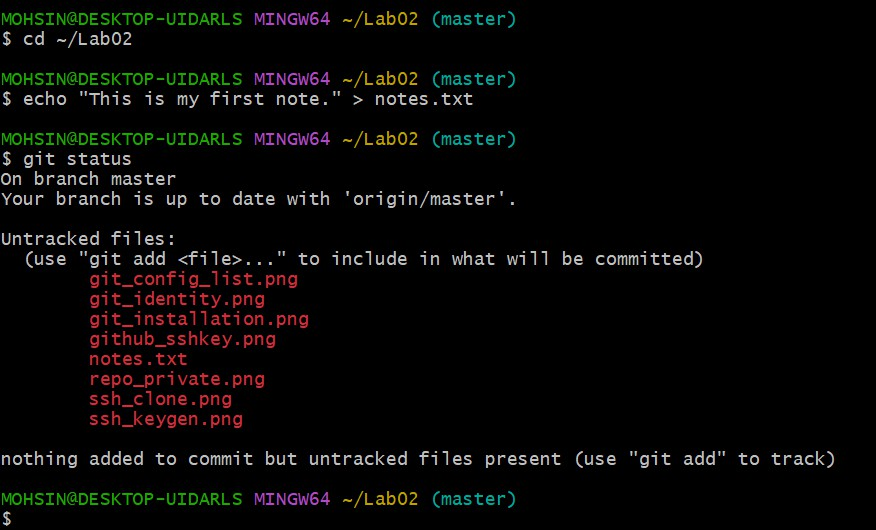 MOHSIN@DESKTOP-UIDARLS MINGW64 ~/Lab02 (master)
$ cd ~/Lab02
MOHSIN@DESKTOP-UIDARLS MINGW64 ~/Lab02 (master)
$ echo "This is my first note." > notes.txt
MOHSIN@DESKTOP-UIDARLS MINGW64 ~/Lab02 (master)
$ git status
On branch master
Your branch is up to date with 'origin/master'.
Untracked files:
  (use "git add <file>..." to include in what will be committed)
        git_config_list.png
        git_identity.png
        git_installation.png
        github_sshkey.png
        notes.txt
        repo_private.png
        ssh_clone.png
        ssh_keygen.png
nothing added to commit but untracked files present (use "git add" to track)
MOHSIN@DESKTOP-UIDARLS MINGW64 ~/Lab02 (master)
$